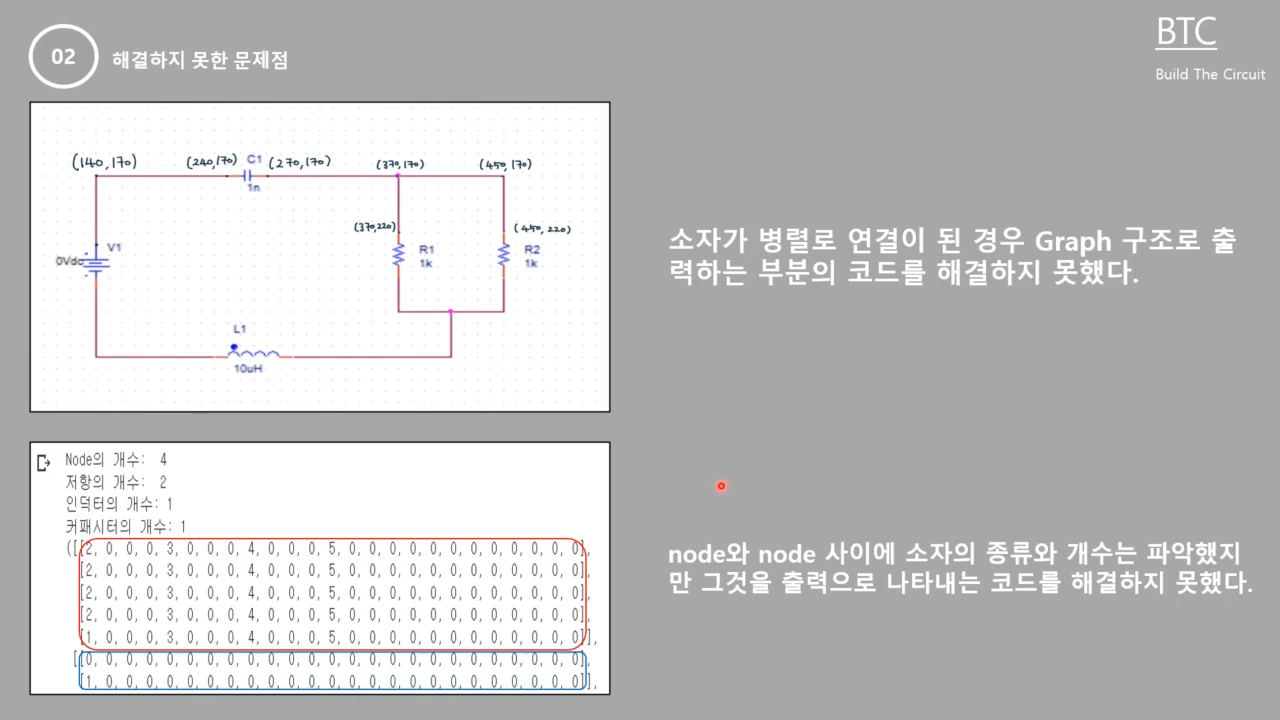 02
해결하지 못한 문제점
BTC
Build The Circuit
(140,170)
(240,170)
C1
(270,170)
(370,170)
(450,170)
1n
(370,220)
(450, 220)
V1
0Vdc
R1
1k
R2
1k
L1
10uH
소자가 병렬로 연결이 된 경우 Graph 구조로 출
력하는 부분의 코드를 해결하지 못했다.
Node의 개수: 4
저항의 개수: 2
인덕터의 개수: 1
커패시터의 개수: 1
([[2, 0, 0, 0, 3, 0, 0, 0, 4, 0, 0, 0, 5, 0, 0, 0, 0, 0, 0, 0, 0, 0, 0, 0, 0],
[2, 0, 0, 0, 3, 0, 0, 0, 4, 0, 0, 0, 5, 0, 0, 0, 0, 0, 0, 0, 0, 0, 0, 0, 0],
[2, 0, 0, 0, 3, 0, 0, 0, 4, 0, 0, 0, 5, 0, 0, 0, 0, 0, 0, 0, 0, 0, 0, 0, 0],
[2, 0, 0, 0, 3, 0, 0, 0, 4, 0, 0, 0, 5, 0, 0, 0, 0, 0, 0, 0, 0, 0, 0, 0, 0],
[1, 0, 0, 0, 3, 0, 0, 0, 4, 0, 0, 0, 5, 0, 0, 0, 0, 0, 0, 0, 0, 0, 0, 0, 0]],
[[0, 0, 0, 0, 0, 0, 0, 0, 0, 0, 0, 0, 0, 0, 0, 0, 0, 0, 0, 0, 0, 0, 0, 0, 0],
[1, 0, 0, 0, 0, 0, 0, 0, 0, 0, 0, 0, 0, 0, 0, 0, 0, 0, 0, 0, 0, 0, 0, 0, 0]],
node와 node 사이에 소자의 종류와 개수는 파악했지
만 그것을 출력으로 나타내는 코드를 해결하지 못했다.